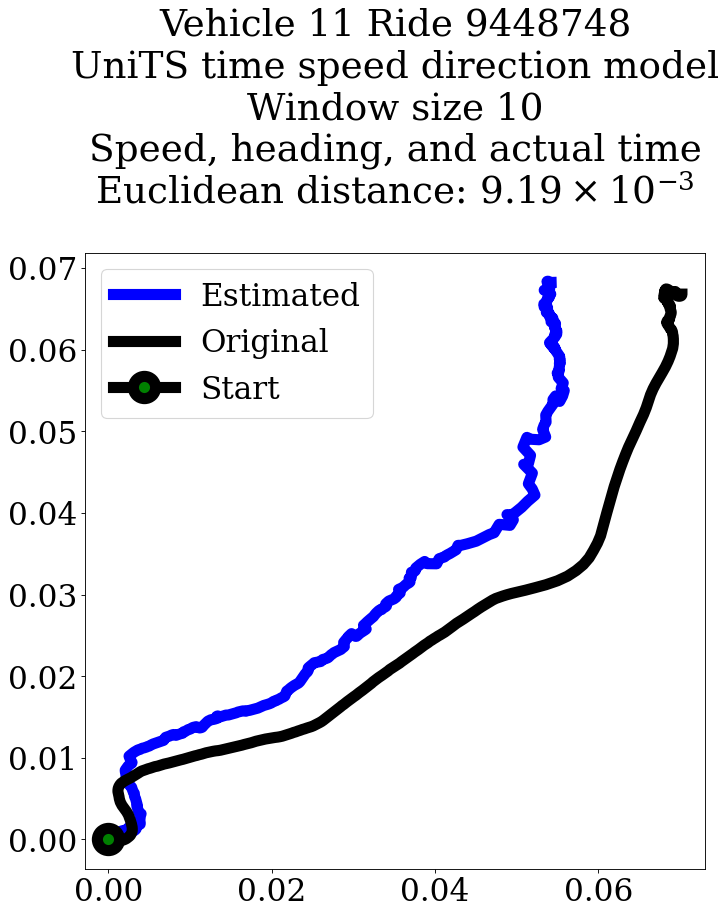 Vehicle 11 Ride 9448748
UniTS time speed direction model
Window size 10
Speed, heading, and actual time
Euclidean distance: 9.19 × 10⁻³
0.07
0.06
0.05
0.04
0.03
0.02
0.01
0.00
Estimated
Original
Start
0.00 0.02 0.04 0.06